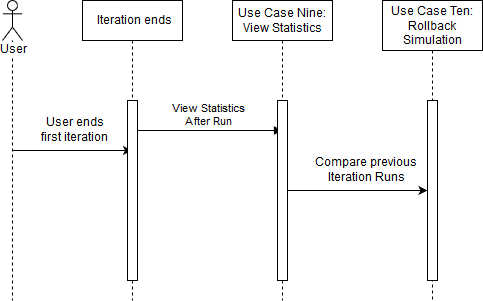 User
Iteration ends
Use Case Nine:
View Statistics
Use Case Ten:
Rollback
Simulation
User ends
first iteration
View Statistics
After Run
Compare previous
Iteration Runs